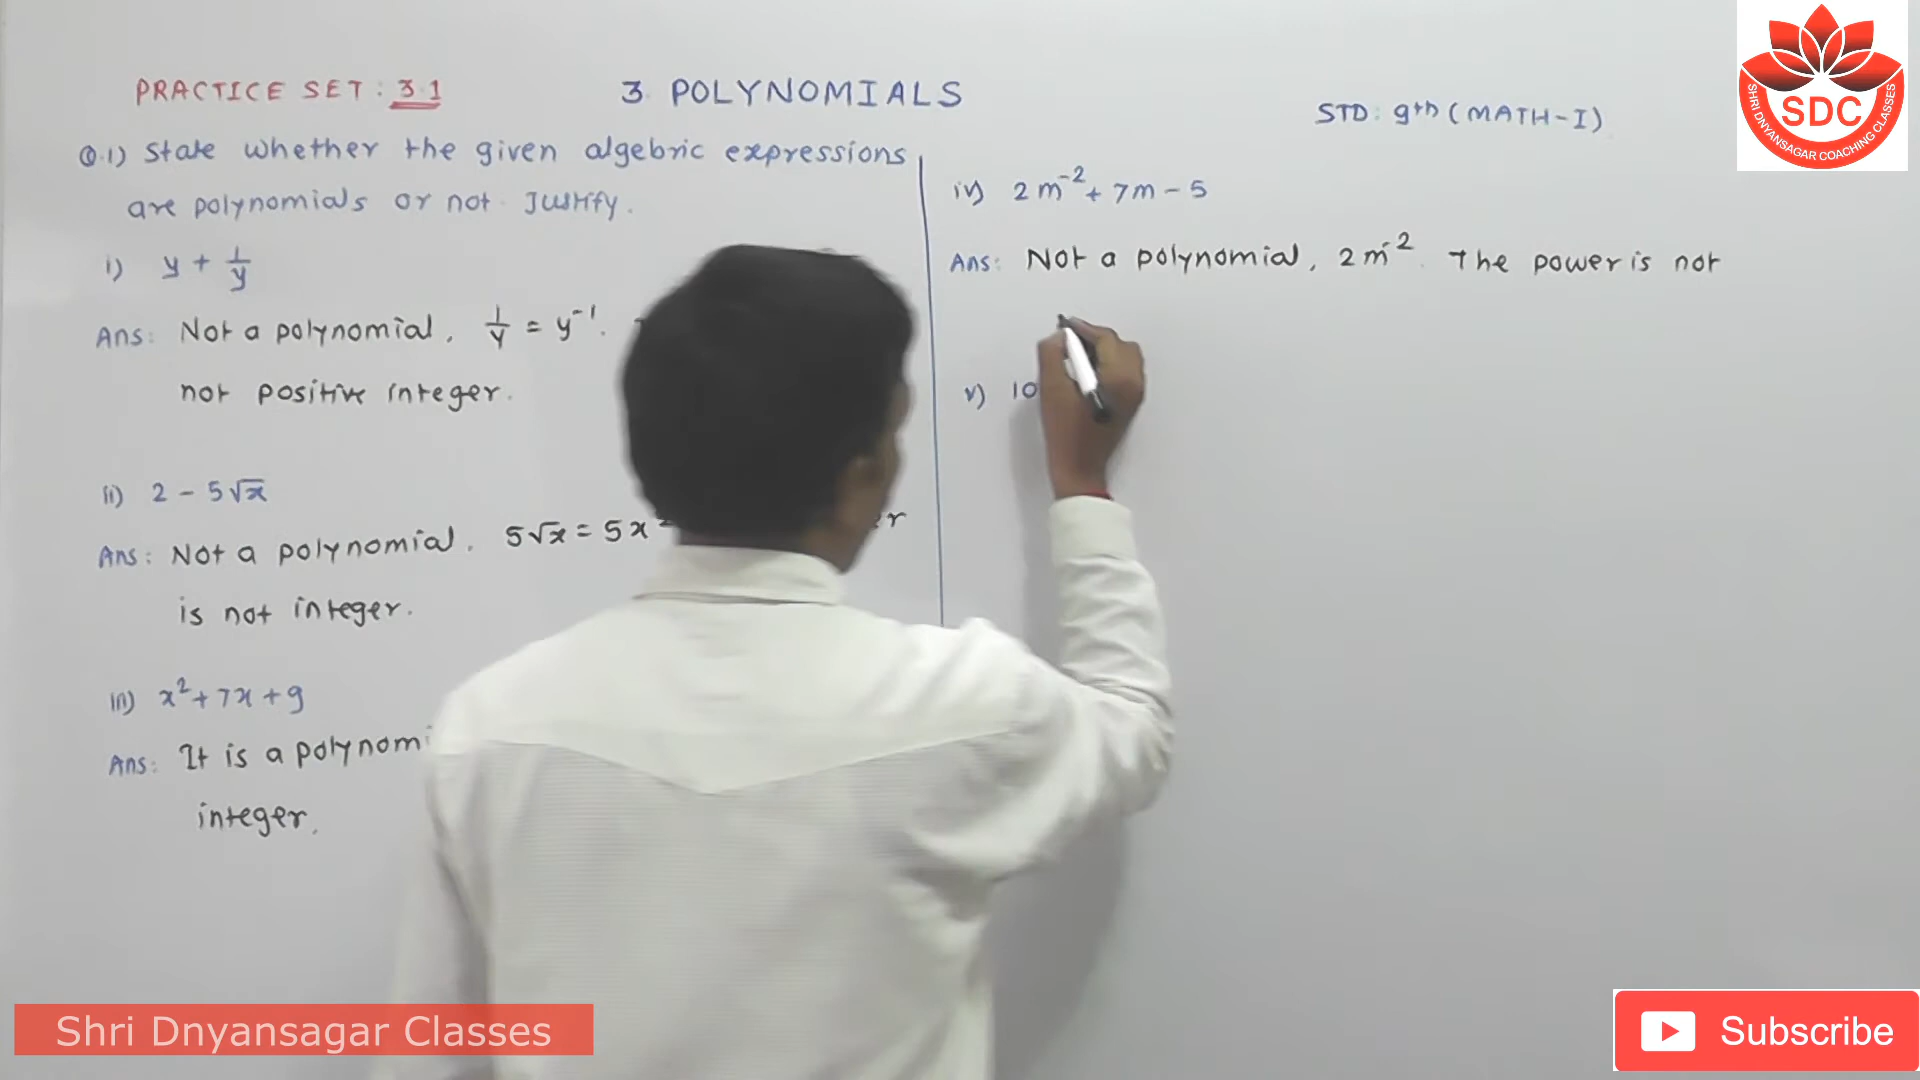 PRACTICE SET : 3.1
3. POLYNOMIALS
STD: 9th (MATH-I)
Q.1) State whether the given algebric expressions
are polynomials or not. Justify.
i) y + 1/y
Ans: Not a polynomial, 1/y = y⁻¹.
not positive integer.
ii) 2 - 5√x
Ans: Not a polynomial. 5√x = 5x
is not integer.
iii) x² + 7x + 9
Ans: It is a polynomi
integer.
iv) 2m⁻² + 7m - 5
Ans: Not a polynomial, 2m⁻². The power is not
v) 10
SDC
SHRI DNYANSAGAR COACHING CLASSES
Shri Dnyansagar Classes
Subscribe